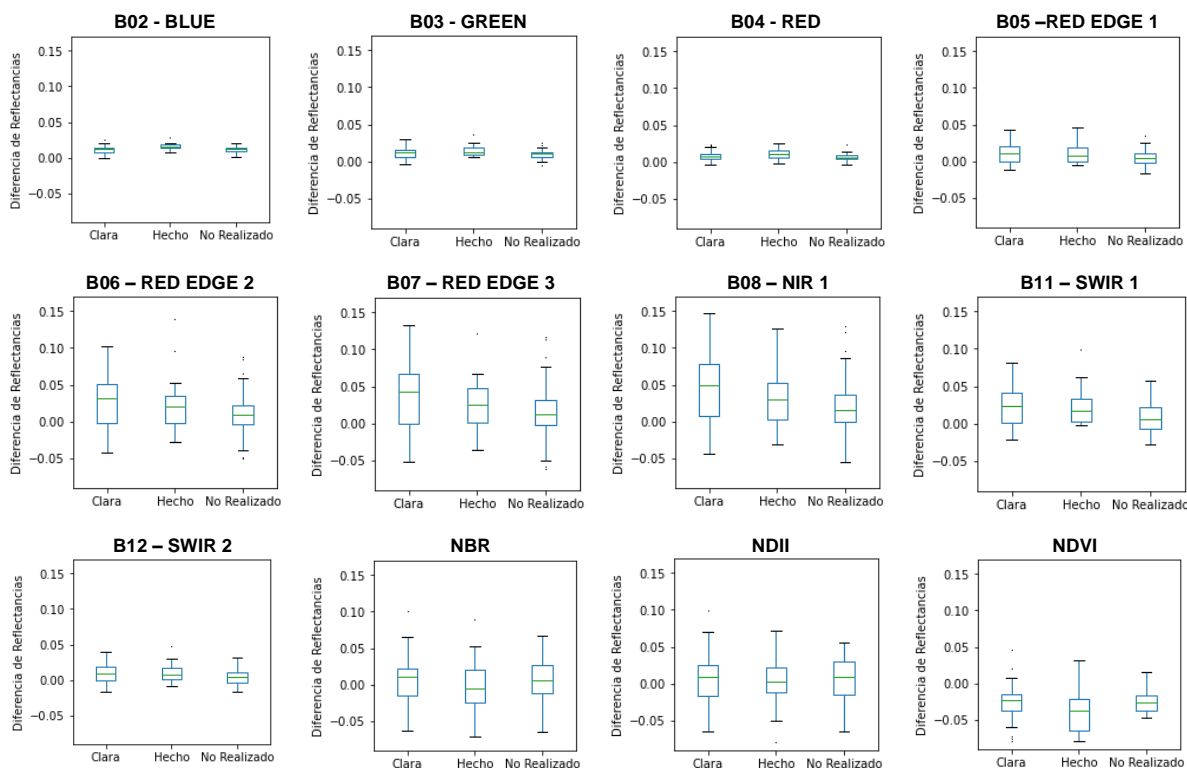 B02 - BLUE
Diferencia de Reflectancias
0.15
0.10
0.05
0.00
−0.05
Clara Hecho No Realizado
B03 - GREEN
Diferencia de Reflectancias
0.15
0.10
0.05
0.00
−0.05
Clara Hecho No Realizado
B04 - RED
Diferencia de Reflectancias
0.15
0.10
0.05
0.00
−0.05
Clara Hecho No Realizado
B05 –RED EDGE 1
Diferencia de Reflectancias
0.15
0.10
0.05
0.00
−0.05
Clara Hecho No Realizado
B06 – RED EDGE 2
Diferencia de Reflectancias
0.15
0.10
0.05
0.00
−0.05
Clara Hecho No Realizado
B07 – RED EDGE 3
Diferencia de Reflectancias
0.15
0.10
0.05
0.00
−0.05
Clara Hecho No Realizado
B08 – NIR 1
Diferencia de Reflectancias
0.15
0.10
0.05
0.00
−0.05
Clara Hecho No Realizado
B11 – SWIR 1
Diferencia de Reflectancias
0.15
0.10
0.05
0.00
−0.05
Clara Hecho No Realizado
B12 – SWIR 2
Diferencia de Reflectancias
0.15
0.10
0.05
0.00
−0.05
Clara Hecho No Realizado
NBR
Diferencia de Reflectancias
0.15
0.10
0.05
0.00
−0.05
Clara Hecho No Realizado
NDII
Diferencia de Reflectancias
0.15
0.10
0.05
0.00
−0.05
Clara Hecho No Realizado
NDVI
Diferencia de Reflectancias
0.15
0.10
0.05
0.00
−0.05
Clara Hecho No Realizado